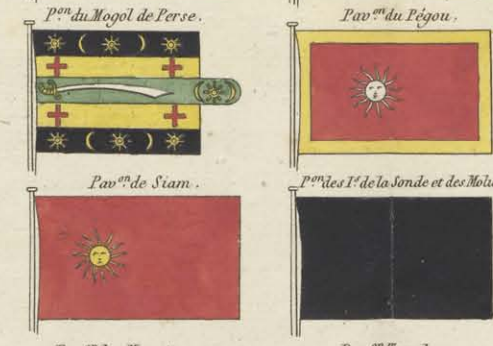 P.on du Mogol de Perse.
Pav.on du Pégou.
Pav.on de Siam.
P.on des I.s de la Sonde et des